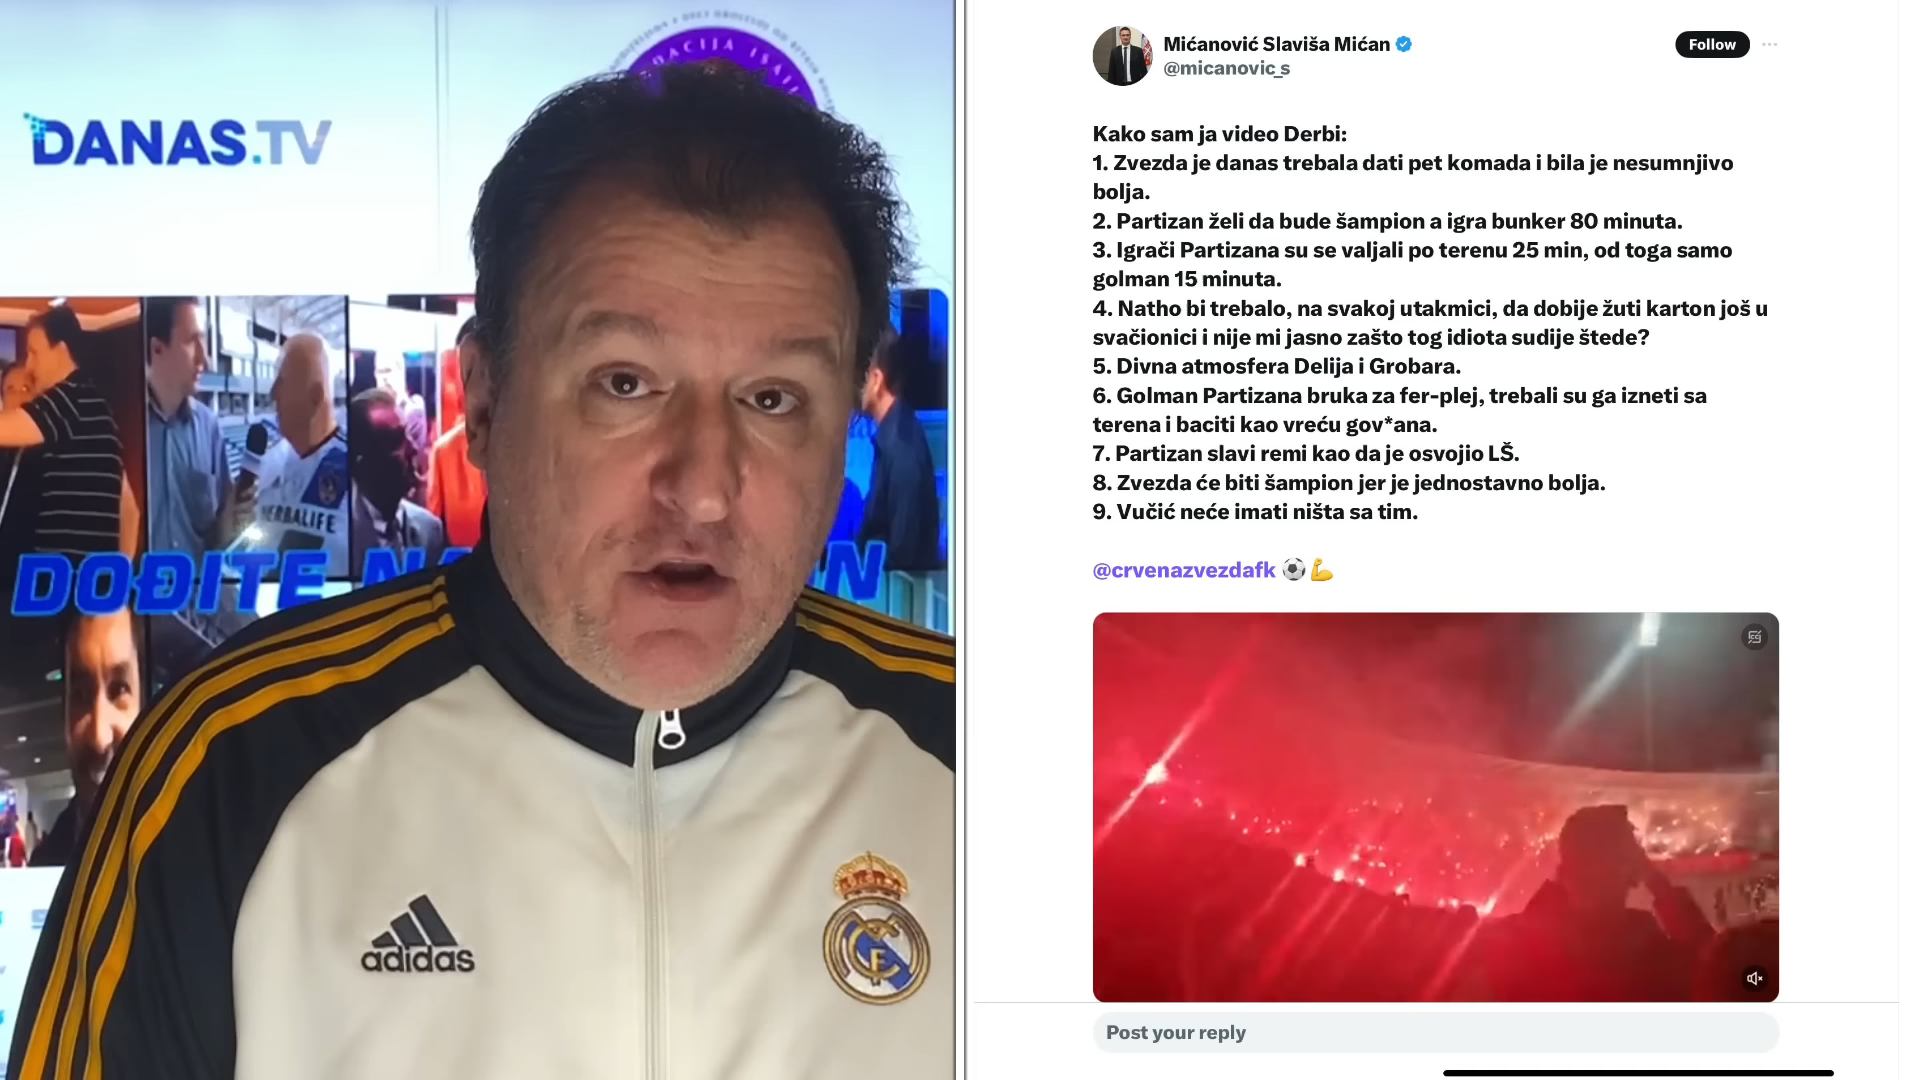 DACIJA ISAIL
DANAS.TV
HERBALIFE
DOĐITE NA
adidas
Mićanović Slaviša Mićan
@micanovic_s
Follow
Kako sam ja video Derbi:
1. Zvezda je danas trebala dati pet komada i bila je nesumnjivo
bolja.
2. Partizan želi da bude šampion a igra bunker 80 minuta.
3. Igrači Partizana su se valjali po terenu 25 min, od toga samo
golman 15 minuta.
4. Natho bi trebalo, na svakoj utakmici, da dobije žuti karton još u
svačionici i nije mi jasno zašto tog idiota sudije štede?
5. Divna atmosfera Delija i Grobara.
6. Golman Partizana bruka za fer-plej, trebali su ga izneti sa
terena i baciti kao vreću gov*ana.
7. Partizan slavi remi kao da je osvojio LŠ.
8. Zvezda će biti šampion jer je jednostavno bolja.
9. Vučić neće imati ništa sa tim.
@crvenazvezdafk ⚽💪
Post your reply